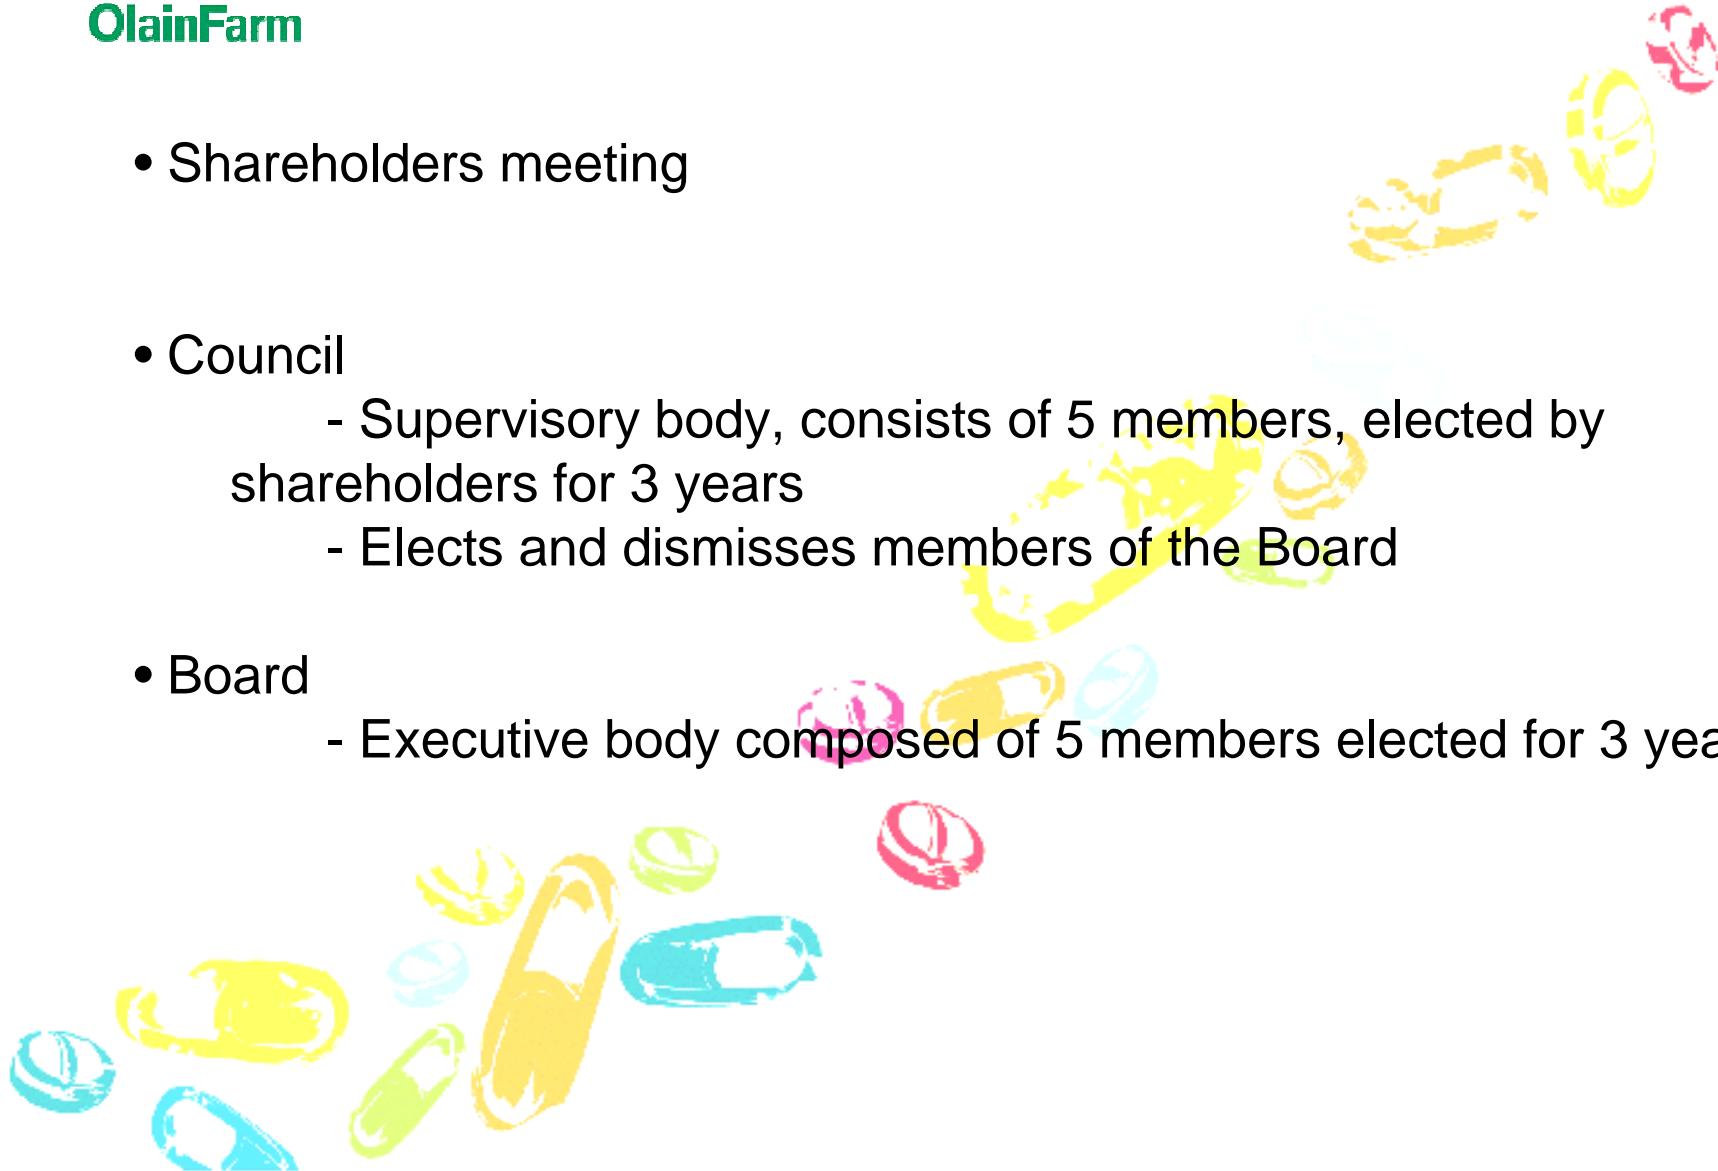 OlainFarm
• Shareholders meeting
• Council
- Supervisory body, consists of 5 members, elected by
shareholders for 3 years
- Elects and dismisses members of the Board
• Board
- Executive body composed of 5 members elected for 3